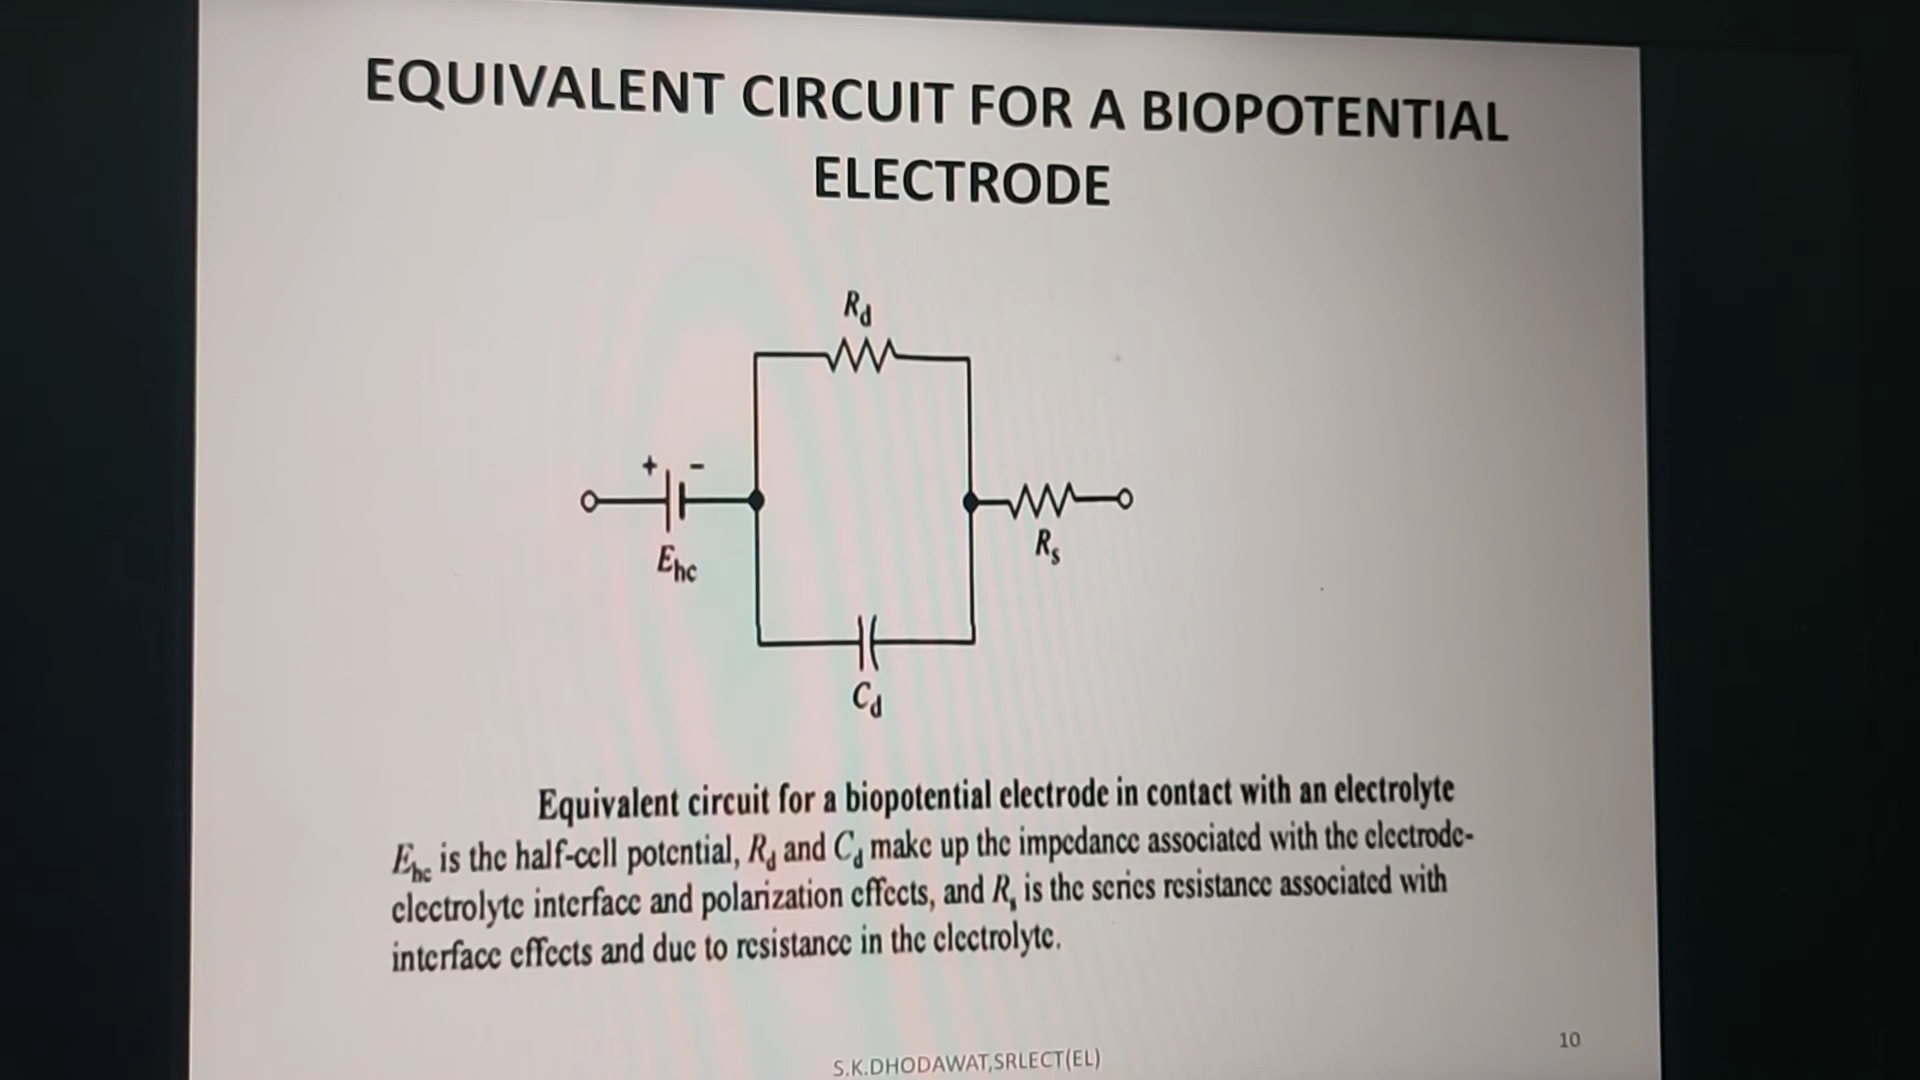 EQUIVALENT CIRCUIT FOR A BIOPOTENTIAL
ELECTRODE
Rd
+ -
Ehc
Rs
Cd
Equivalent circuit for a biopotential electrode in contact with an electrolyte
Ehc is the half-cell potential, Rd and Cd make up the impedance associated with the electrode-
electrolyte interface and polarization effects, and Rs is the series resistance associated with
interface effects and due to resistance in the electrolyte.
10
S.K.DHODAWAT,SRLECT(EL)